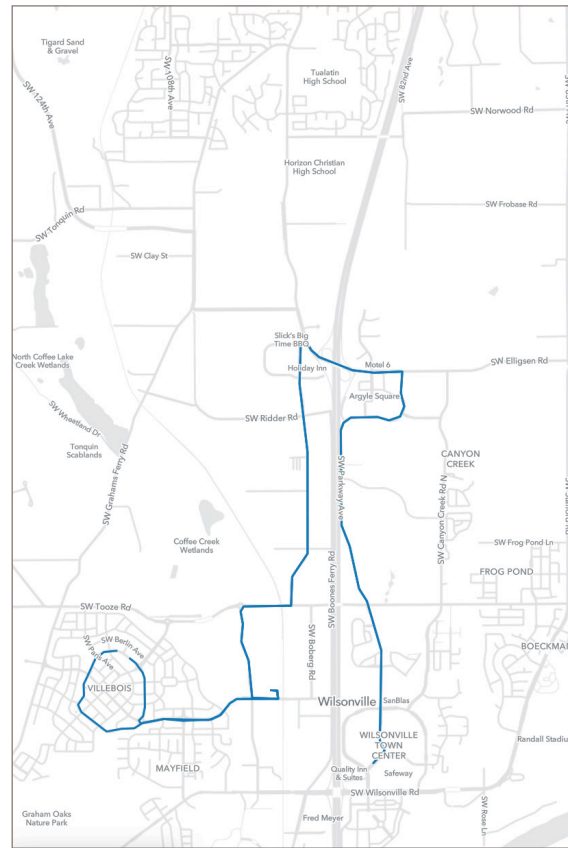 Tigard Sand
& Gravel
SW 124th Ave
SW 108th Ave
Tualatin
High School
SW 82nd Ave
SW Norwood Rd
Horizon Christian
High School
SW Frobase Rd
SW Tonquin Rd
SW Clay St
Slick's Big
Time BBQ
North Coffee Lake
Creek Wetlands
Holiday Inn
Motel 6
SW Elligsen Rd
Argyle Square
SW Wheatland Dr
SW Ridder Rd
Tonquin
Scablands
SW Grahams Ferry Rd
SW Parkway Ave
CANYON
CREEK
SW Canyon Creek Rd N
Coffee Creek
Wetlands
SW Boones Ferry Rd
SW Frog Pond Ln
FROG POND
SW Tooze Rd
SW Berlin Ave
SW Paris Ave
SW Boberg Rd
BOECKMAN
VILLEBOIS
Wilsonville
SanBlas
WILSONVILLE
TOWN
CENTER
Randall Stadiu
MAYFIELD
Quality Inn
& Suites
Safeway
SW Wilsonville Rd
Graham Oaks
Nature Park
Fred Meyer
SW Rose Ln